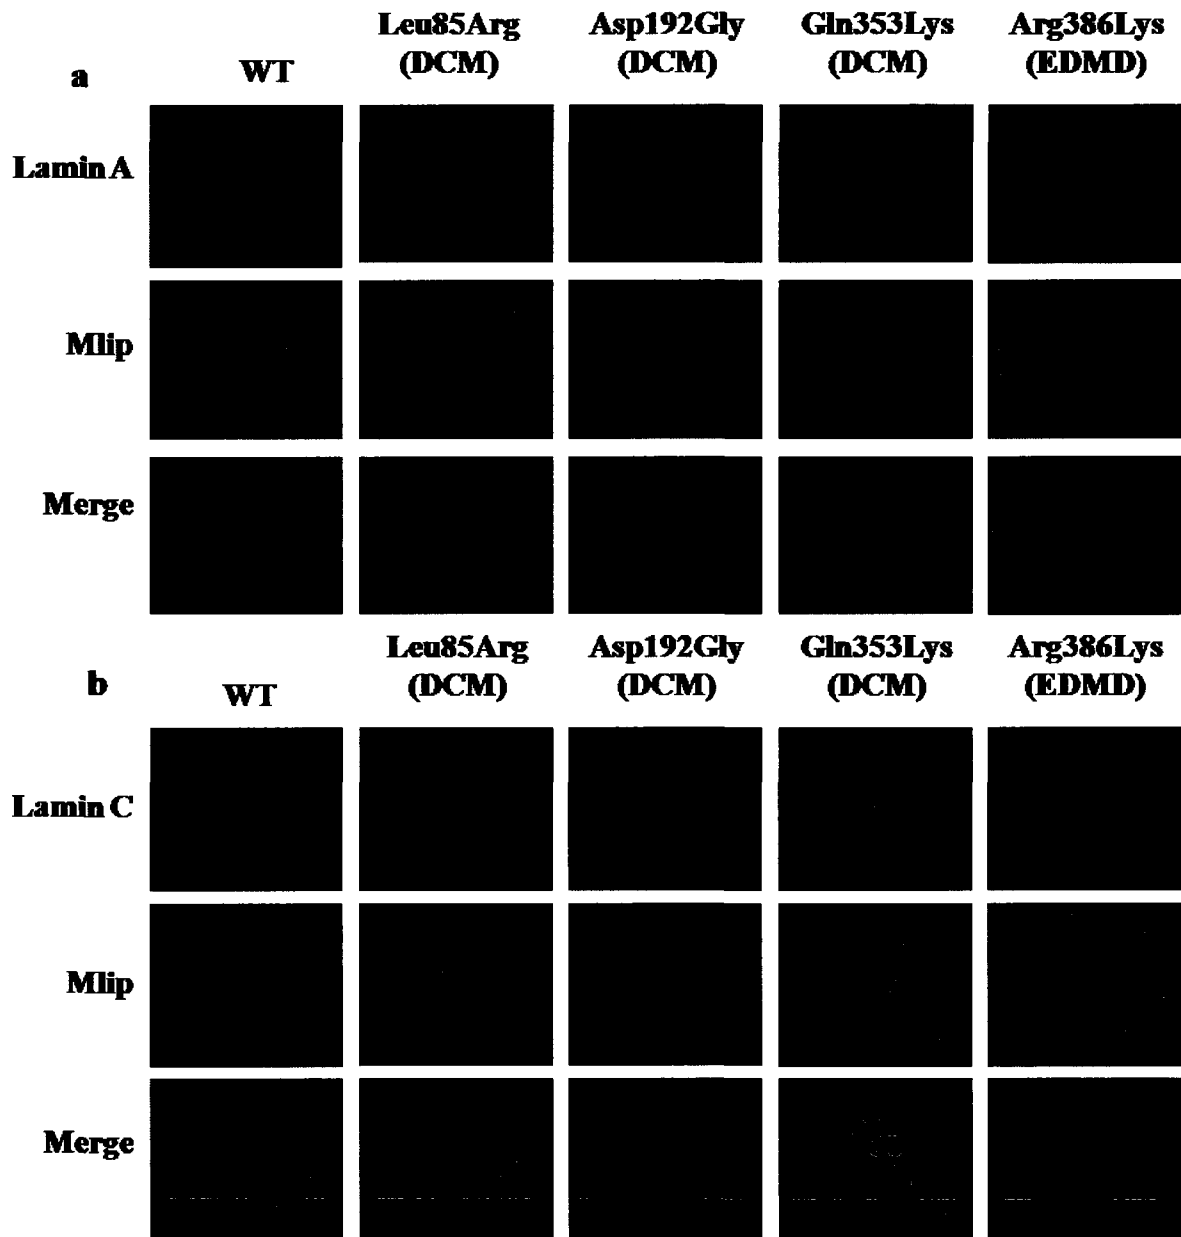 a
WT
Leu85Arg
(DCM)
Asp192Gly
(DCM)
Gln353Lys
(DCM)
Arg386Lys
(EDMD)
Lamin A
Mlip
Merge
b
WT
Leu85Arg
(DCM)
Asp192Gly
(DCM)
Gln353Lys
(DCM)
Arg386Lys
(EDMD)
Lamin C
Mlip
Merge